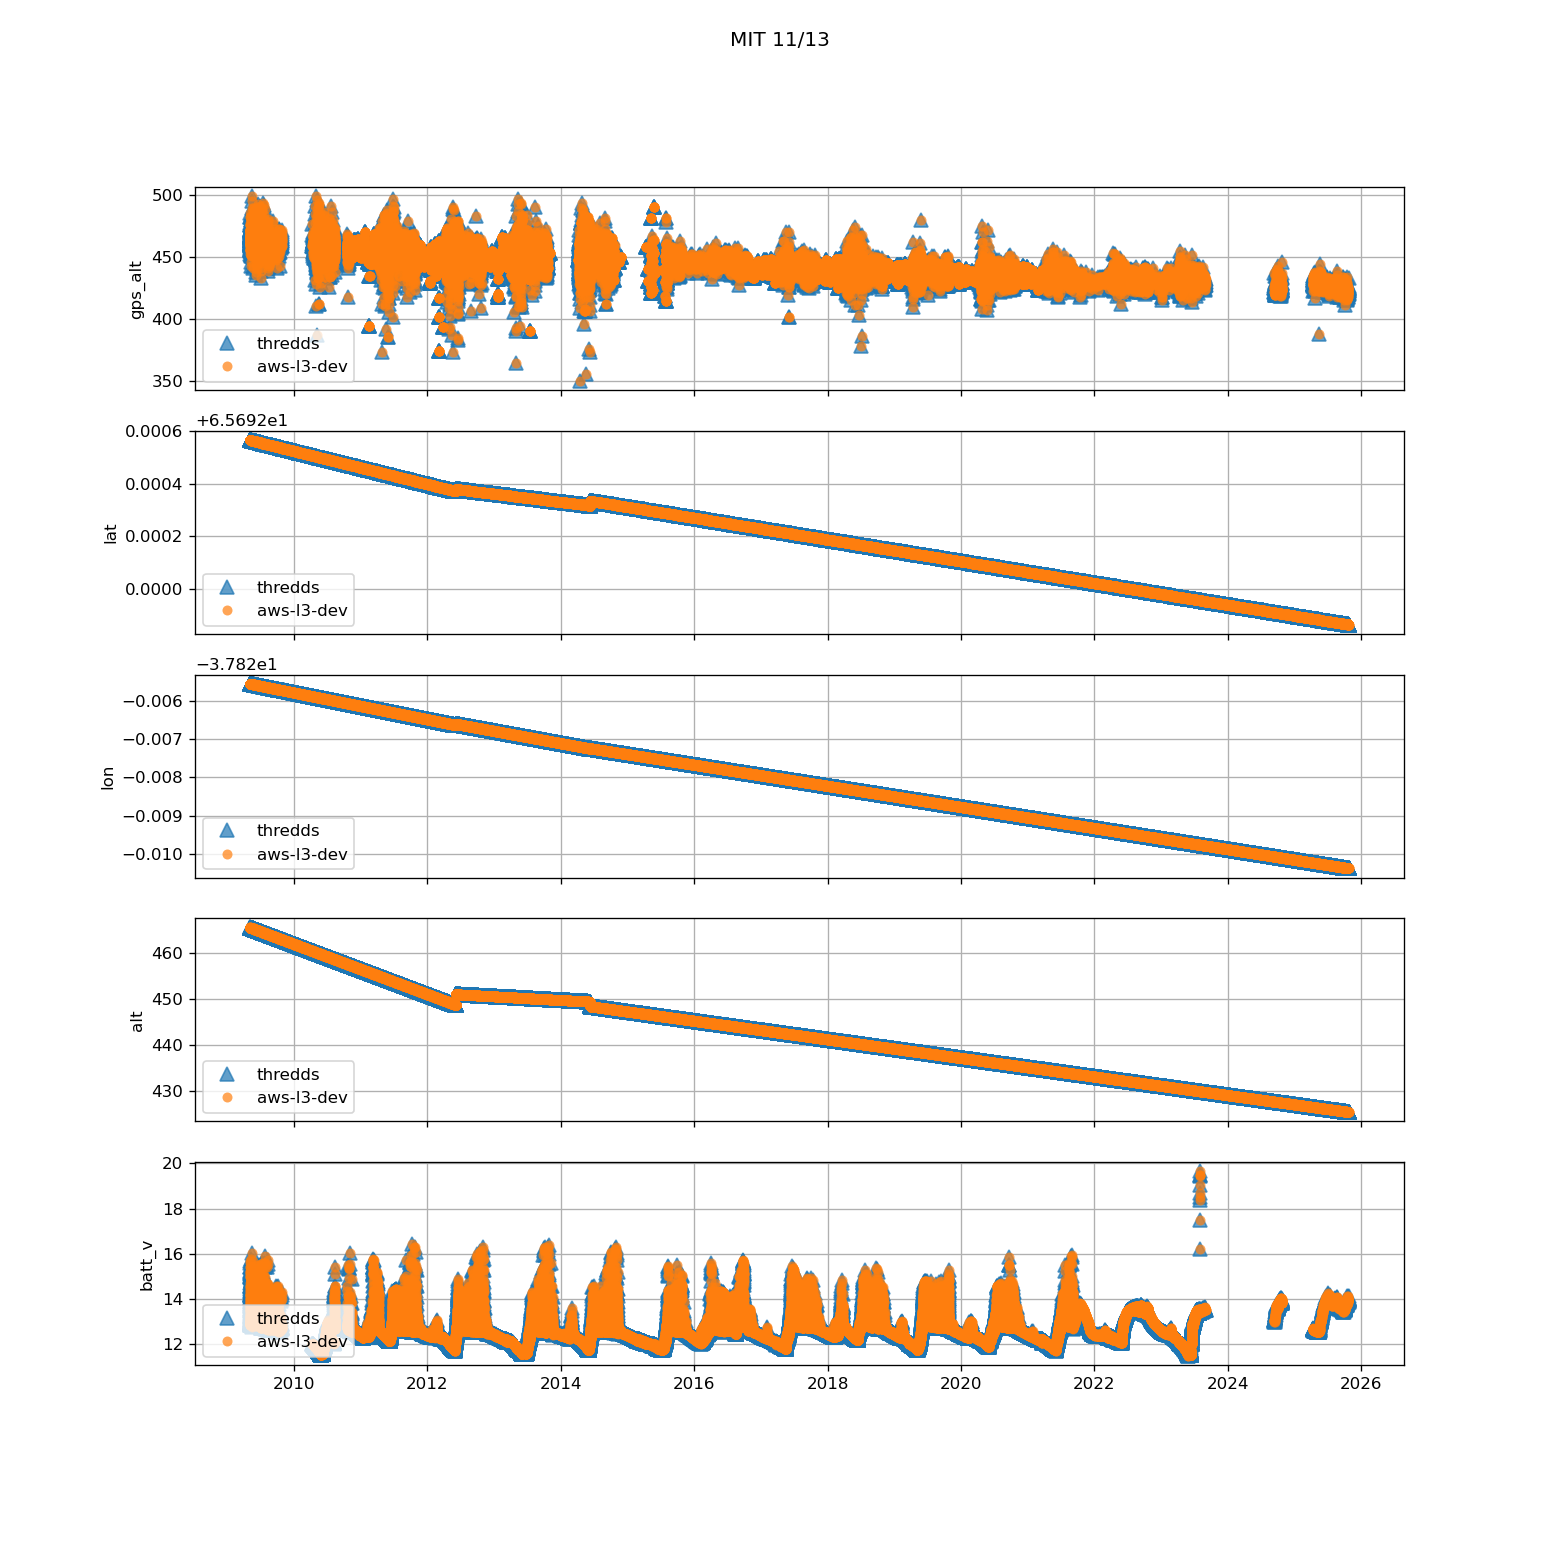 MIT 11/13
500
450
400
350
gps_alt
thredds
aws-l3-dev
+6.5692e1
0.0006
0.0004
0.0002
0.0000
lat
thredds
aws-l3-dev
−3.782e1
−0.006
−0.007
−0.008
−0.009
−0.010
lon
thredds
aws-l3-dev
460
450
440
430
alt
thredds
aws-l3-dev
20
18
16
14
12
batt_v
thredds
aws-l3-dev
2010 2012 2014 2016 2018 2020 2022 2024 2026